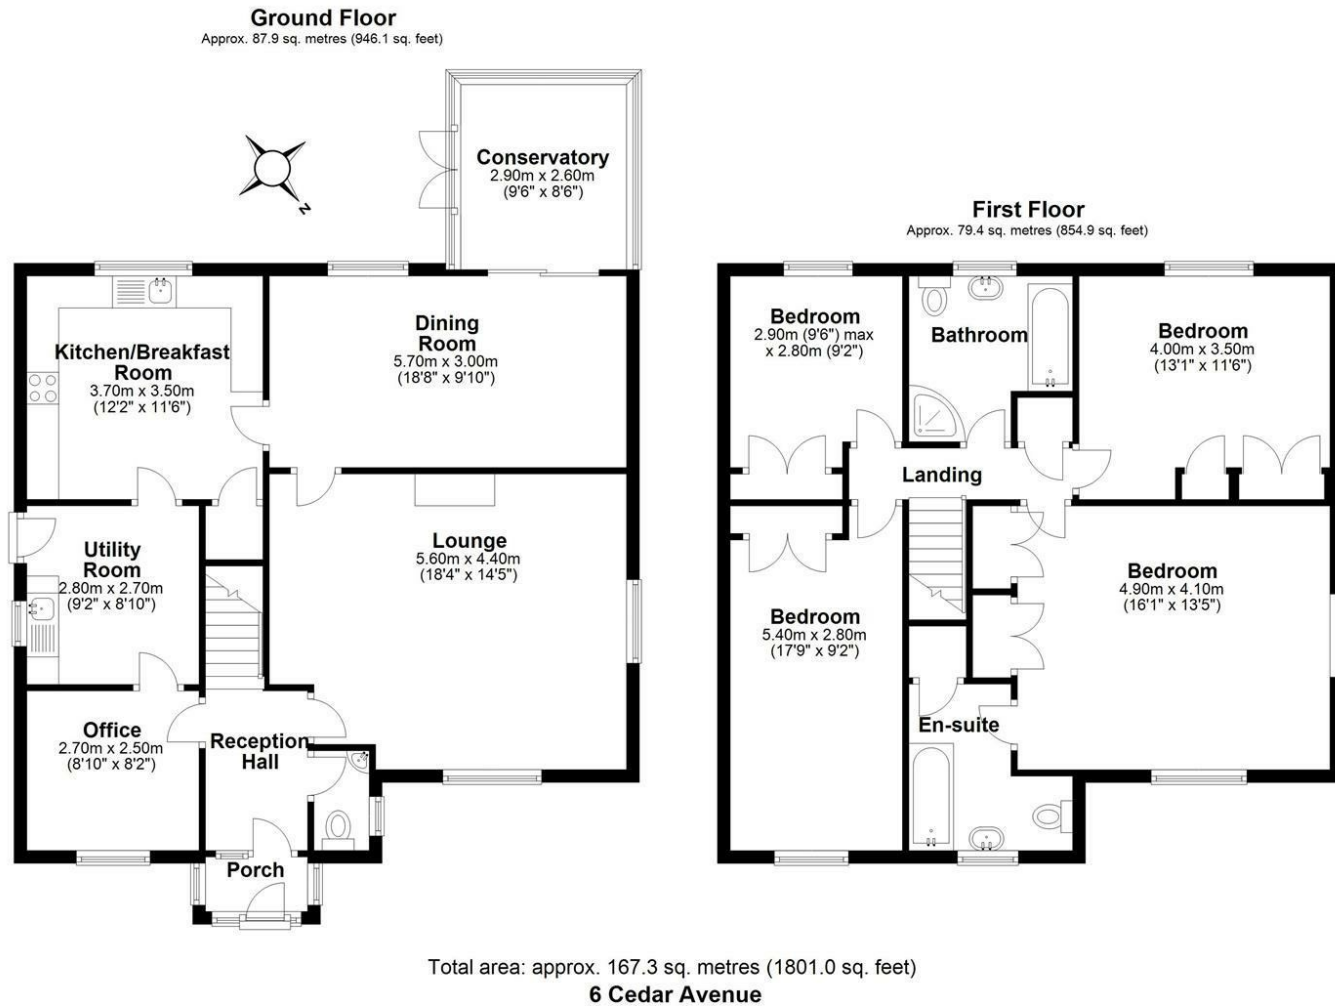 Ground Floor
Approx. 87.9 sq. metres (946.1 sq. feet)
Conservatory
2.90m x 2.60m
(9'6" x 8'6")
N
Kitchen/Breakfast
Room
3.70m x 3.50m
(12'2" x 11'6")
Dining
Room
5.70m x 3.00m
(18'8" x 9'10")
Utility
Room
2.80m x 2.70m
(9'2" x 8'10")
Lounge
5.60m x 4.40m
(18'4" x 14'5")
Office
2.70m x 2.50m
(8'10" x 8'2")
Reception
Hall
Porch
First Floor
Approx. 79.4 sq. metres (854.9 sq. feet)
Bedroom
2.90m (9'6") max
x 2.80m (9'2")
Bathroom
Bedroom
4.00m x 3.50m
(13'1" x 11'6")
Landing
Bedroom
5.40m x 2.80m
(17'9" x 9'2")
Bedroom
4.90m x 4.10m
(16'1" x 13'5")
En-suite
Total area: approx. 167.3 sq. metres (1801.0 sq. feet)
6 Cedar Avenue